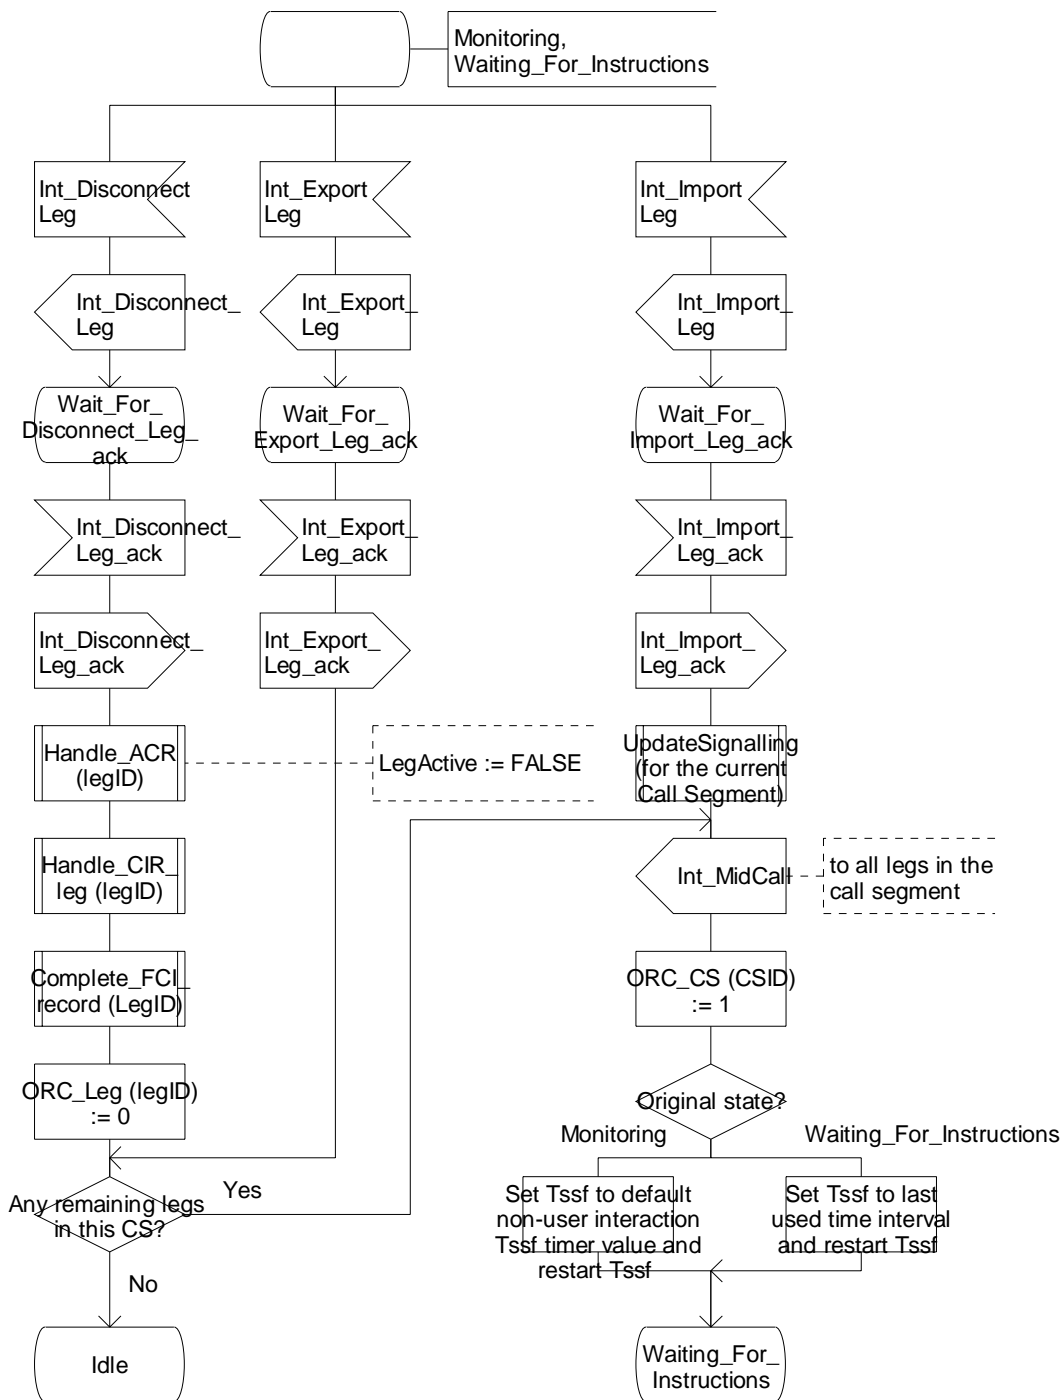 Monitoring,
Waiting_For_Instructions
Int_Disconnect
Leg
Int_Export
Leg
Int_Import
Leg
Int_Disconnect_
Leg
Int_Export_
Leg
Int_Import_
Leg
Wait_For_
Disconnect_Leg_
ack
Wait_For_
Export_Leg_ack
Wait_For_
Import_Leg_ack
Int_Disconnect_
Leg_ack
Int_Export_
Leg_ack
Int_Import_
Leg_ack
Int_Disconnect_
Leg_ack
Int_Export_
Leg_ack
Int_Import_
Leg_ack
Handle_ACR
(legID)
LegActive := FALSE
UpdateSignalling
(for the current
Call Segment)
Handle_CIR_
leg (legID)
Int_MidCall
to all legs in the
call segment
Complete_FCI_
record (LegID)
ORC_CS (CSID)
:= 1
ORC_Leg (legID)
:= 0
Original state?
Monitoring
Waiting_For_Instructions
Any remaining legs
in this CS?
Yes
Set Tssf to default
non-user interaction
Tssf timer value and
restart Tssf
Set Tssf to last
used time interval
and restart Tssf
No
Idle
Waiting_For_
Instructions